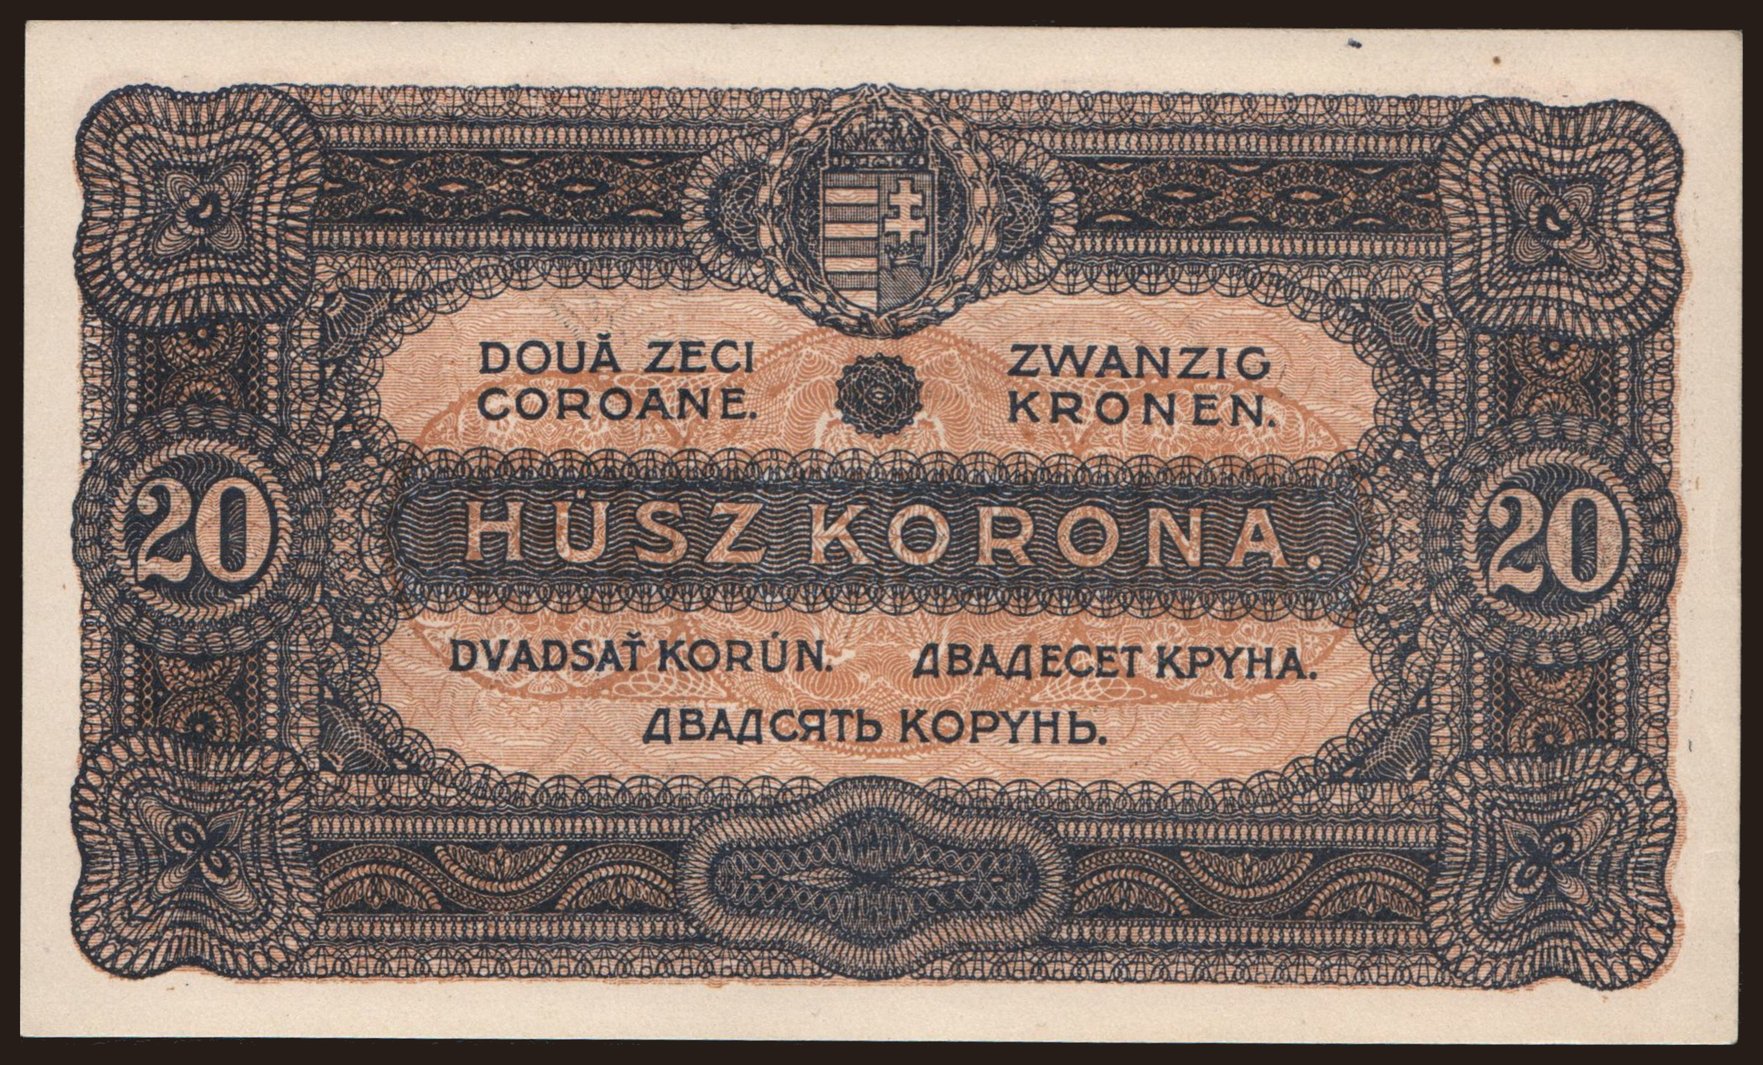 DOUĂ ZECI
COROANE.
ZWANZIG
KRONEN.
20
HÚSZ KORONA.
20
DVADSAŤ KORÚN.
ДВАДЕСЕТ КРУНА.
ДВАДСЯТЬ КОРУНЬ.